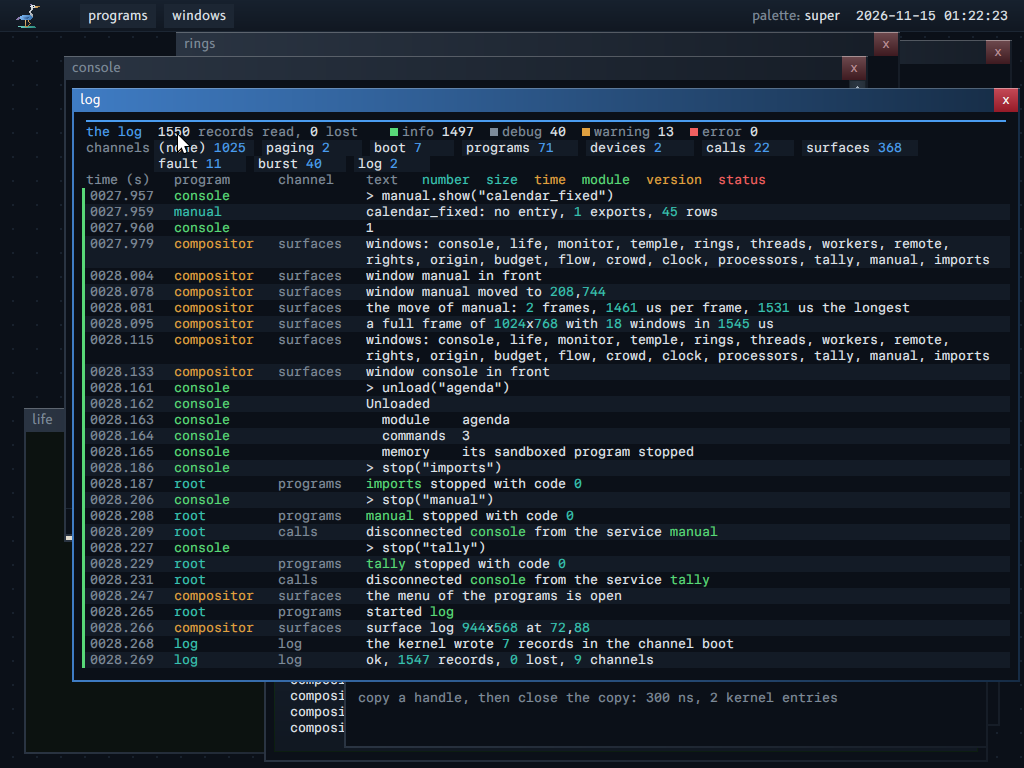 programs windows palette: super 2026-11-15 01:22:23
rings x
x
console x
log x
the log 1550 records read, 0 lost info 1497 debug 40 warning 13 error 0
channels (none) 1025 paging 2 boot 7 programs 71 devices 2 calls 22 surfaces 368
fault 11 burst 40 log 2
time (s) program channel text number size time module version status
0027.957 console > manual.show("calendar_fixed")
0027.959 manual calendar_fixed: no entry, 1 exports, 45 rows
0027.960 console 1
0027.979 compositor surfaces windows: console, life, monitor, temple, rings, threads, workers, remote,
rights, origin, budget, flow, crowd, clock, processors, tally, manual, imports
0028.004 compositor surfaces window manual in front
0028.078 compositor surfaces window manual moved to 208,744
0028.081 compositor surfaces the move of manual: 2 frames, 1461 us per frame, 1531 us the longest
0028.095 compositor surfaces a full frame of 1024x768 with 18 windows in 1545 us
0028.115 compositor surfaces windows: console, life, monitor, temple, rings, threads, workers, remote,
rights, origin, budget, flow, crowd, clock, processors, tally, manual, imports
0028.133 compositor surfaces window console in front
0028.161 console > unload("agenda")
0028.162 console Unloaded
0028.163 console module agenda
0028.164 console commands 3
0028.165 console memory its sandboxed program stopped
0028.186 console > stop("imports")
0028.187 root programs imports stopped with code 0
0028.206 console > stop("manual")
0028.208 root programs manual stopped with code 0
0028.209 root calls disconnected console from the service manual
0028.227 console > stop("tally")
0028.229 root programs tally stopped with code 0
0028.231 root calls disconnected console from the service tally
0028.247 compositor surfaces the menu of the programs is open
0028.265 root programs started log
0028.266 compositor surfaces surface log 944x568 at 72,88
0028.268 log log the kernel wrote 7 records in the channel boot
0028.269 log log ok, 1547 records, 0 lost, 9 channels
life
composi
composi copy a handle, then close the copy: 300 ns, 2 kernel entries
composi